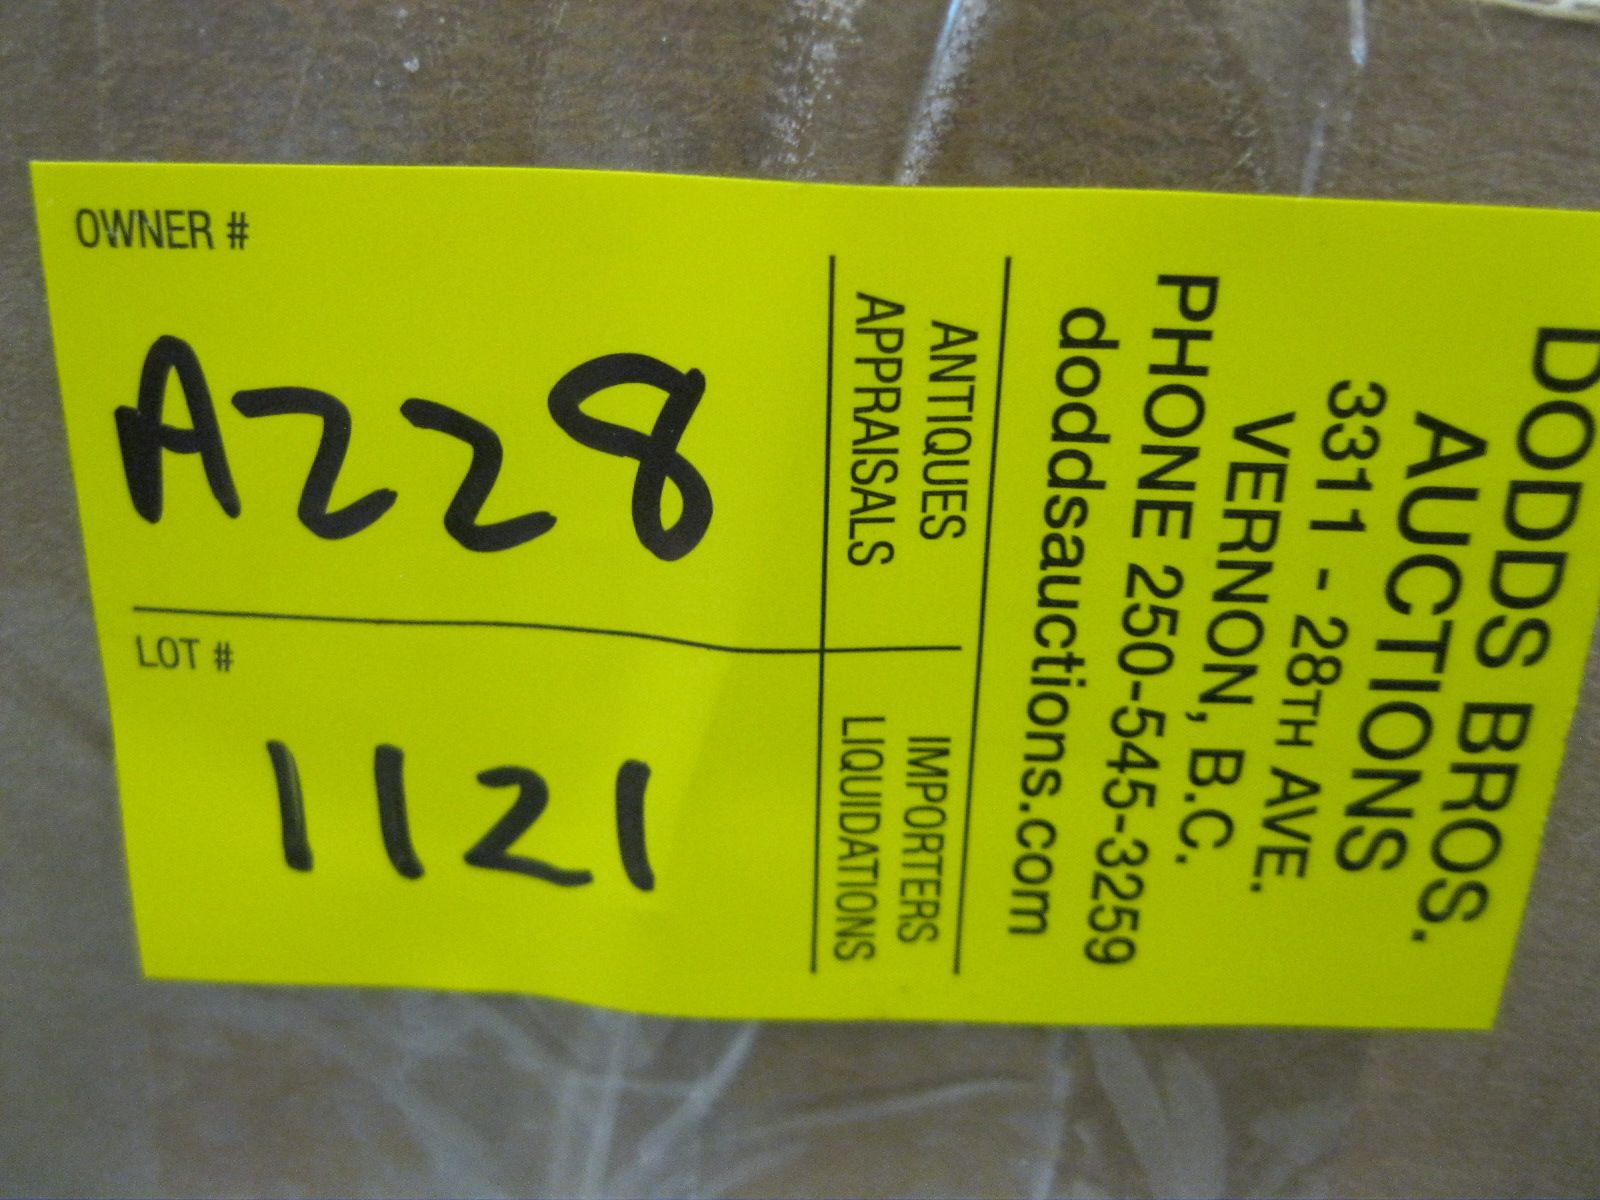 OWNER #
A228
LOT #
1121
DODDS BROS.
AUCTIONS
3311 - 28TH AVE.
VERNON, B.C.
PHONE 250-545-3259
doddsauctions.com
ANTIQUES
APPRAISALS
IMPORTERS
LIQUIDATIONS